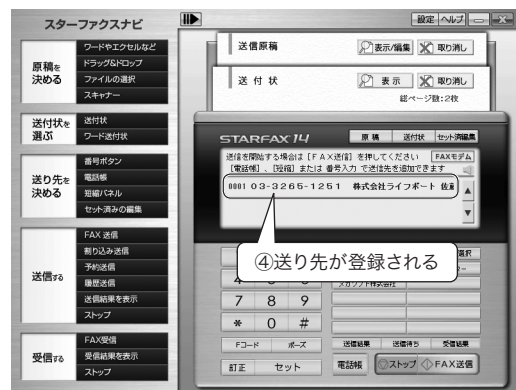 スターファクスナビ
設定 ヘルプ
原稿を決める
ワードやエクセルなど
ドラッグ&ドロップ
ファイルの選択
スキャナー
送付状を選ぶ
送付状
ワード送付状
送り先を決める
番号ボタン
電話帳
短縮パネル
セット済みの編集
送信する
FAX 送信
割り込み送信
予約送信
履歴送信
送信結果を表示
ストップ
受信する
FAX受信
受信結果を表示
ストップ
送信原稿 表示/編集 取り消し
送 付 状 表 示 取り消し
総ページ数:2枚
STARFAX 14 原 稿 送付状 セット済編集
送信を開始する場合は [FAX送信] を押してください FAXモデム
[電話帳]、[短縮] または 番号入力 で送信先を追加できます
0001 03-3265-1251 株式会社ライフボート
④送り先が登録される
メガソフト株式会社
7 8 9
* 0 #
Fコード ポーズ 送信結果 送信待ち 受信結果
訂正 セット 電話帳 ストップ FAX送信